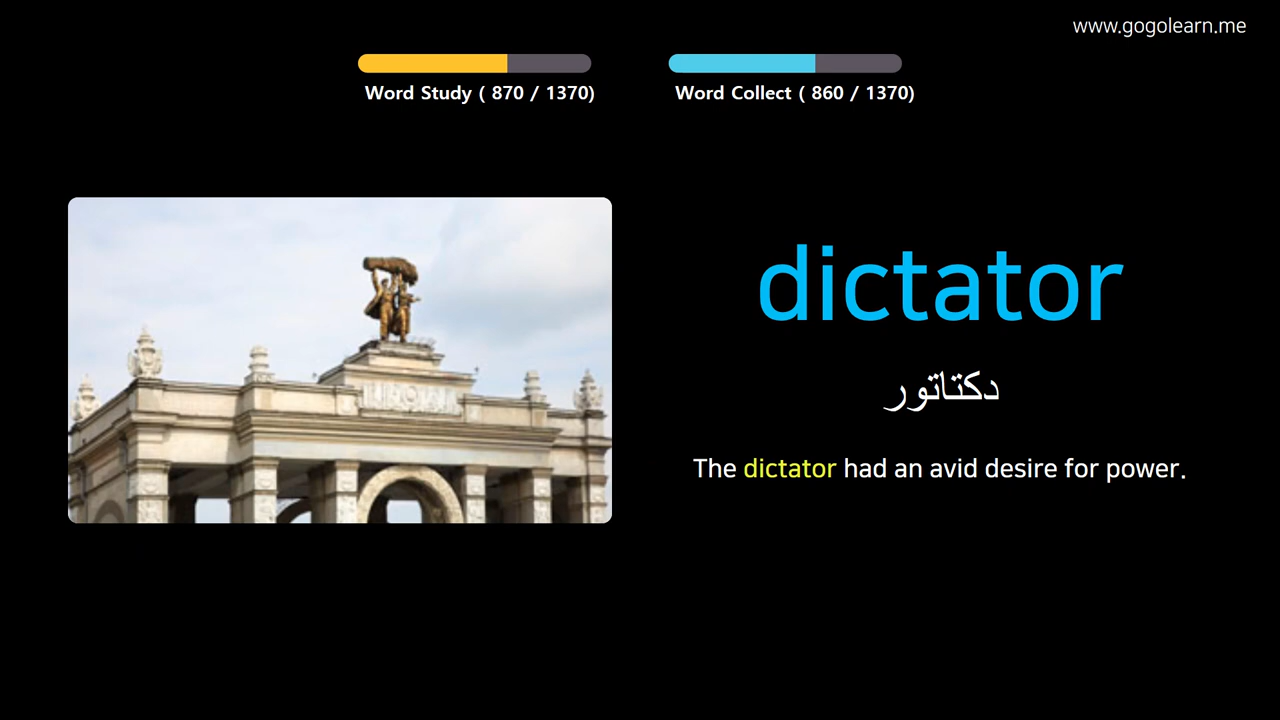 www.gogolearn.me
Word Study ( 870 / 1370)
Word Collect ( 860 / 1370)
dictator
دكتاتور
The dictator had an avid desire for power.